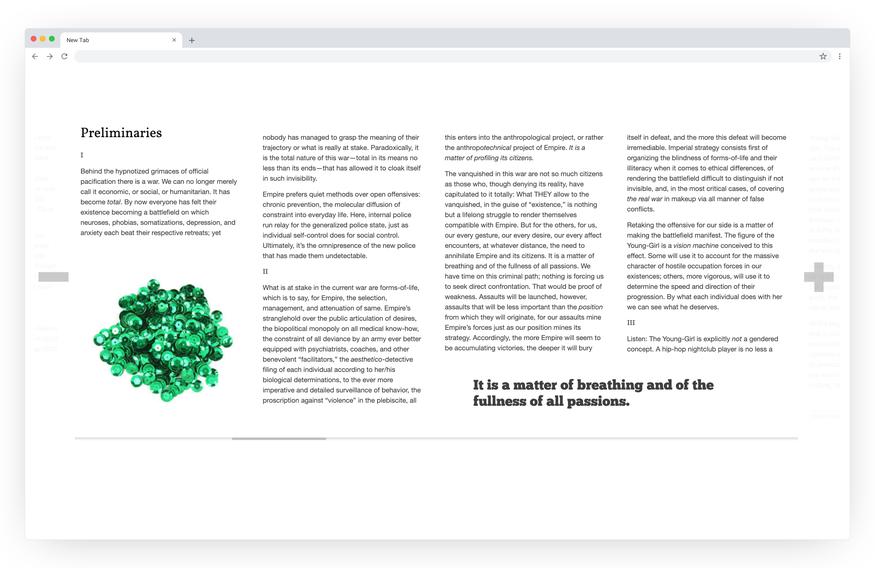 New Tab
Preliminaries
I
Behind the hypnotized grimaces of official
pacification there is a war. We can no longer merely
call it economic, or social, or humanitarian. It has
become total. By now everyone has felt their
existence becoming a battlefield on which
neuroses, phobias, somatizations, depression, and
anxiety each beat their respective retreats; yet
nobody has managed to grasp the meaning of their
trajectory or what is really at stake. Paradoxically, it
is the total nature of this war—total in its means no
less than its ends—that has allowed it to cloak itself
in such invisibility.
Empire prefers quiet methods over open offensives:
chronic prevention, the molecular diffusion of
constraint into everyday life. Here, internal police
run relay for the generalized police state, just as
individual self-control does for social control.
Ultimately, it's the omnipresence of the new police
that has made them undetectable.
II
What is at stake in the current war are forms-of-life,
which is to say, for Empire, the selection,
management, and attenuation of same. Empire's
stranglehold over the public articulation of desires,
the biopolitical monopoly on all medical know-how,
the constraint of all deviance by an army ever better
equipped with psychiatrists, coaches, and other
benevolent “facilitators,” the aesthetico-detective
filing of each individual according to her/his
biological determinations, to the ever more
imperative and detailed surveillance of behavior, the
proscription against “violence” in the plebiscite, all
this enters into the anthropological project, or rather
the anthropotechnical project of Empire. It is a
matter of profiling its citizens.
The vanquished in this war are not so much citizens
as those who, though denying its reality, have
capitulated to it totally: What THEY allow to the
vanquished, in the guise of “existence,” is nothing
but a lifelong struggle to render themselves
compatible with Empire. But for the others, for us,
our every gesture, our every desire, our every affect
encounters, at whatever distance, the need to
annihilate Empire and its citizens. It is a matter of
breathing and of the fullness of all passions. We
have time on this criminal path; nothing is forcing us
to seek direct confrontation. That would be proof of
weakness. Assaults will be launched, however,
assaults that will be less important than the position
from which they will originate, for our assaults mine
Empire's forces just as our position mines its
strategy. Accordingly, the more Empire will seem to
be accumulating victories, the deeper it will bury
It is a matter of breathing and of the
fullness of all passions.
itself in defeat, and the more this defeat will become
irremediable. Imperial strategy consists first of
organizing the blindness of forms-of-life and their
illiteracy when it comes to ethical differences, of
rendering the battlefield difficult to distinguish if not
invisible, and, in the most critical cases, of covering
the real war in makeup via all manner of false
conflicts.
Retaking the offensive for our side is a matter of
making the battlefield manifest. The figure of the
Young-Girl is a vision machine conceived to this
effect. Some will use it to account for the massive
character of hostile occupation forces in our
existences; others, more vigorous, will use it to
determine the speed and direction of their
progression. By what each individual does with her
we can see what he deserves.
III
Listen: The Young-Girl is explicitly not a gendered
concept. A hip-hop nightclub player is no less a